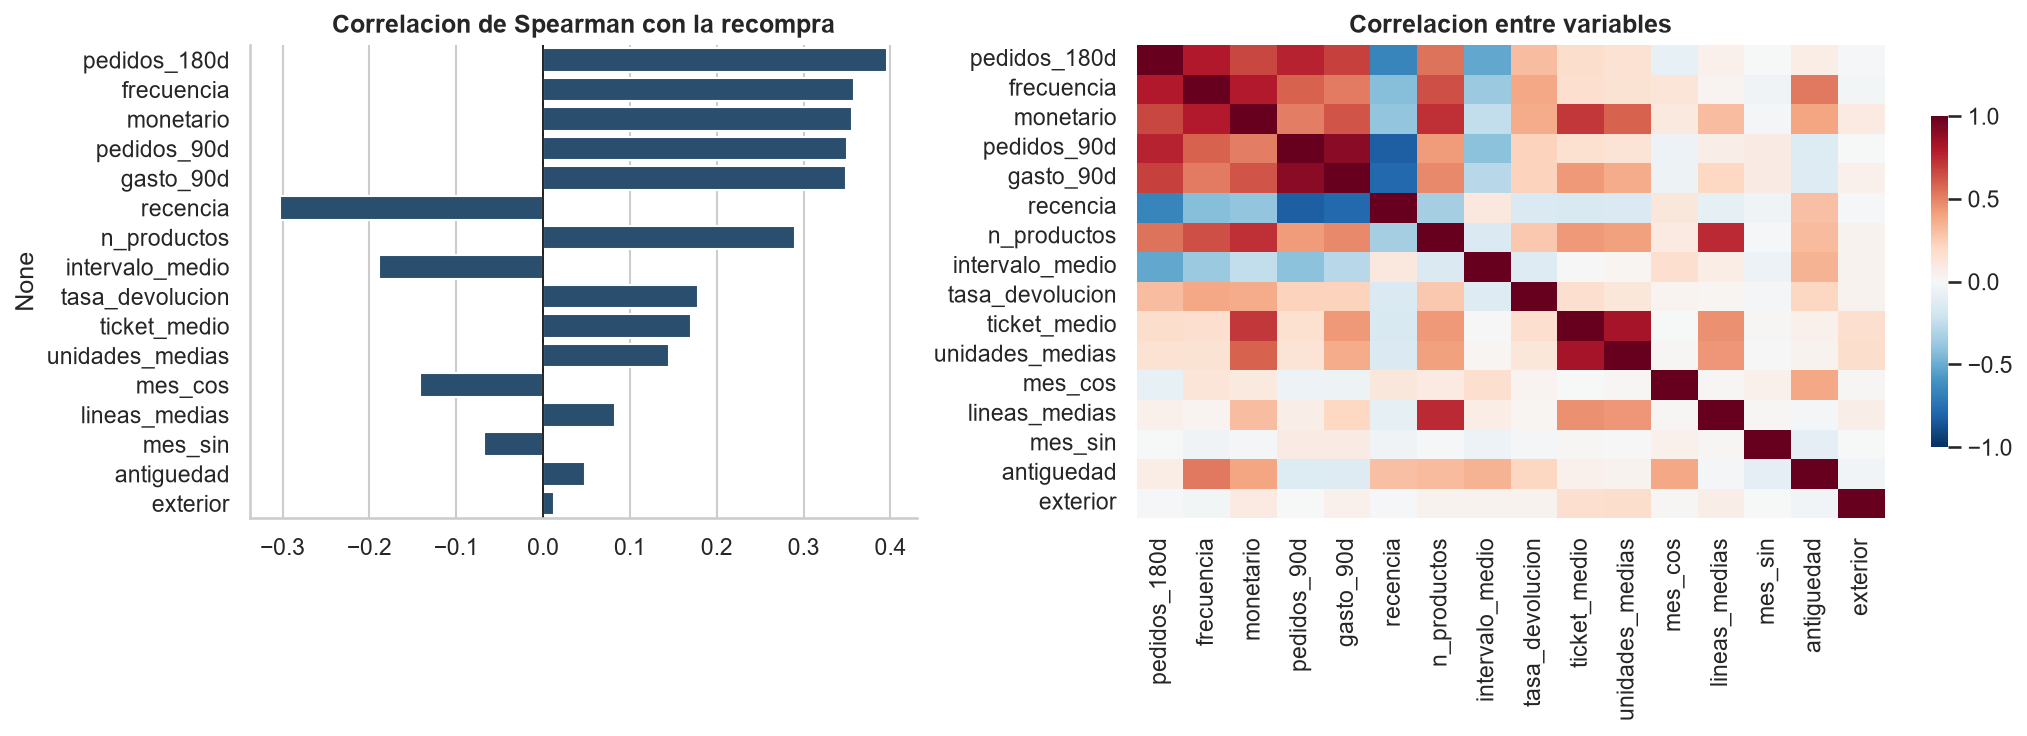 Correlacion de Spearman con la recompra
None
pedidos_180d
frecuencia
monetario
pedidos_90d
gasto_90d
recencia
n_productos
intervalo_medio
tasa_devolucion
ticket_medio
unidades_medias
mes_cos
lineas_medias
mes_sin
antiguedad
exterior
−0.3 −0.2 −0.1 0.0 0.1 0.2 0.3 0.4
Correlacion entre variables
pedidos_180d
frecuencia
monetario
pedidos_90d
gasto_90d
recencia
n_productos
intervalo_medio
tasa_devolucion
ticket_medio
unidades_medias
mes_cos
lineas_medias
mes_sin
antiguedad
exterior
pedidos_180d
frecuencia
monetario
pedidos_90d
gasto_90d
recencia
n_productos
intervalo_medio
tasa_devolucion
ticket_medio
unidades_medias
mes_cos
lineas_medias
mes_sin
antiguedad
exterior
1.0
0.5
0.0
−0.5
−1.0